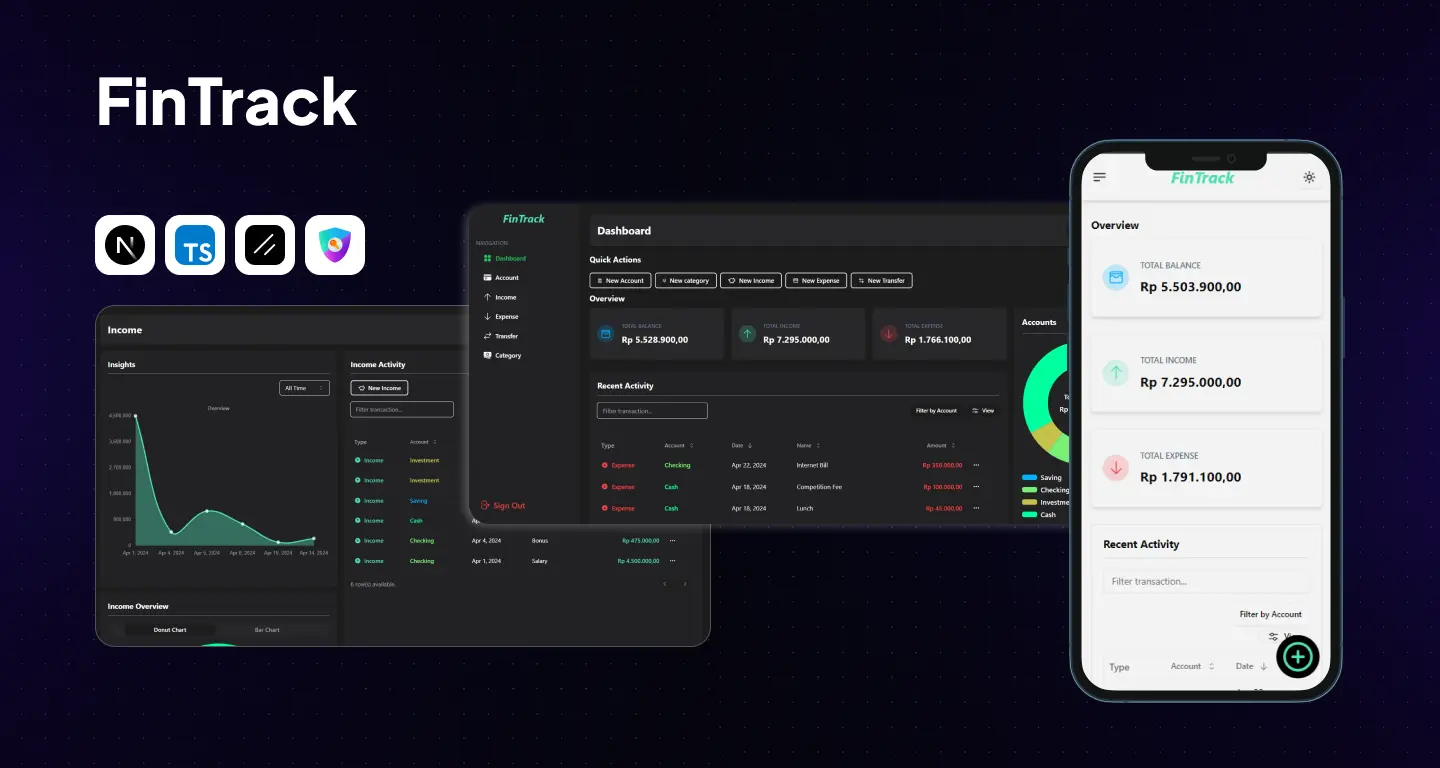 FinTrack
N
TS
Income
Insights
All Time
Overview
4,500,000
3,600,000
2,700,000
1,800,000
900,000
0
Apr 1, 2024 Apr 4, 2024 Apr 5, 2024 Apr 8, 2024 Apr 14, 2024
Income Overview
Donut Chart Bar Chart
Income Activity
New Income
Filter transaction...
Type Account
Income Investment
Income Investment
Income Saving
Income Cash
Income Checking Apr 4, 2024 Bonus Rp 475.000,00 ...
Income Checking Apr 1, 2024 Salary Rp 4.500.000,00 ...
6 row(s) available.
FinTrack
NAVIGATION
Dashboard
Account
Income
Expense
Transfer
Category
Sign Out
Dashboard
Quick Actions
New Account New category New Income New Expense New Transfer
Overview
TOTAL BALANCE
Rp 5.528.900,00
TOTAL INCOME
Rp 7.295.000,00
TOTAL EXPENSE
Rp 1.766.100,00
Recent Activity
Filter transaction...
Filter by Account View
Type Account Date Name Amount
Expense Checking Apr 22, 2024 Internet Bill Rp 350.000,00 ...
Expense Cash Apr 18, 2024 Competition Fee Rp 100.000,00 ...
Expense Cash Apr 18, 2024 Lunch Rp 45.000,00 ...
Accounts
Rp
Saving
Checking
Cash
FinTrack
Overview
TOTAL BALANCE
Rp 5.503.900,00
TOTAL INCOME
Rp 7.295.000,00
TOTAL EXPENSE
Rp 1.791.100,00
Recent Activity
Filter transaction...
Filter by Account
Type Account Date